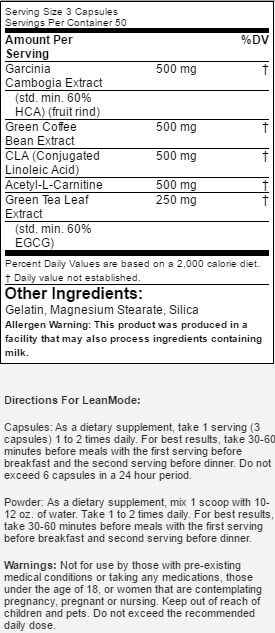 Serving Size 3 Capsules
Servings Per Container 50
Amount Per Serving %DV
Garcinia Cambogia Extract 500 mg †
(std. min. 60% HCA) (fruit rind)
Green Coffee Bean Extract 500 mg †
CLA (Conjugated Linoleic Acid) 500 mg †
Acetyl-L-Carnitine 500 mg †
Green Tea Leaf Extract 250 mg †
(std. min. 60% EGCG)
Percent Daily Values are based on a 2,000 calorie diet.
† Daily value not established.
Other Ingredients:
Gelatin, Magnesium Stearate, Silica
Allergen Warning: This product was produced in a
facility that may also process ingredients containing
milk.
Directions For LeanMode:
Capsules: As a dietary supplement, take 1 serving (3
capsules) 1 to 2 times daily. For best results, take 30-60
minutes before meals with the first serving before
breakfast and the second serving before dinner. Do not
exceed 6 capsules in a 24 hour period.
Powder: As a dietary supplement, mix 1 scoop with 10-
12 oz. of water. Take 1 to 2 times daily. For best results,
take 30-60 minutes before meals with the first serving
before breakfast and second serving before dinner.
Warnings: Not for use by those with pre-existing
medical conditions or taking any medications, those
under the age of 18, or women that are contemplating
pregnancy, pregnant or nursing. Keep out of reach of
children and pets. Do not exceed the recommended
daily dose.